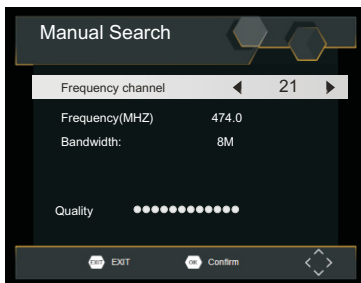 Manual Search
Frequency channel 21
Frequency(MHZ) 474.0
Bandwidth: 8M
Quality
EXIT EXIT OK Confirm